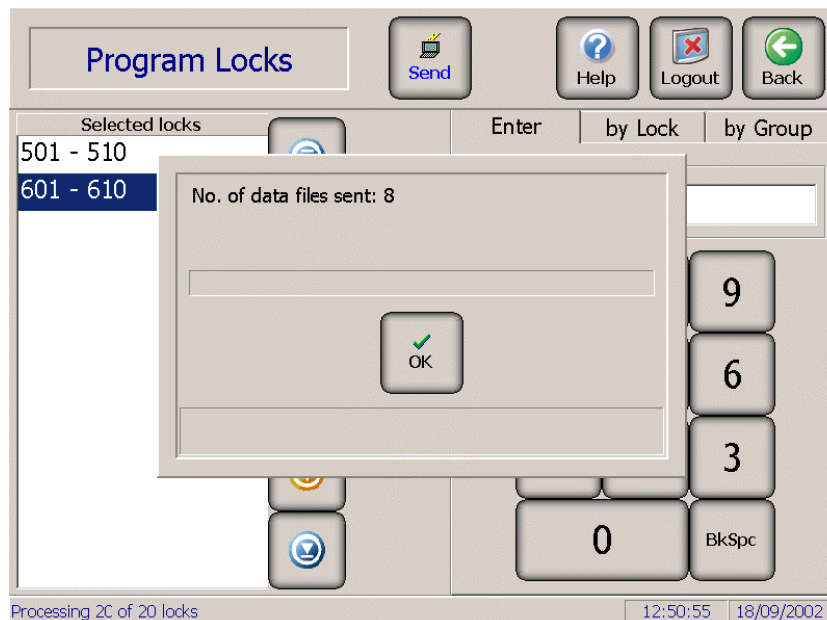 Program Locks
Send
Help
Logout
Back
Selected locks
501 - 510
601 - 610
Enter
by Lock
by Group
No. of data files sent: 8
OK
9
6
3
0
BkSpc
Processing 20 of 20 locks
12:50:55
18/09/2002